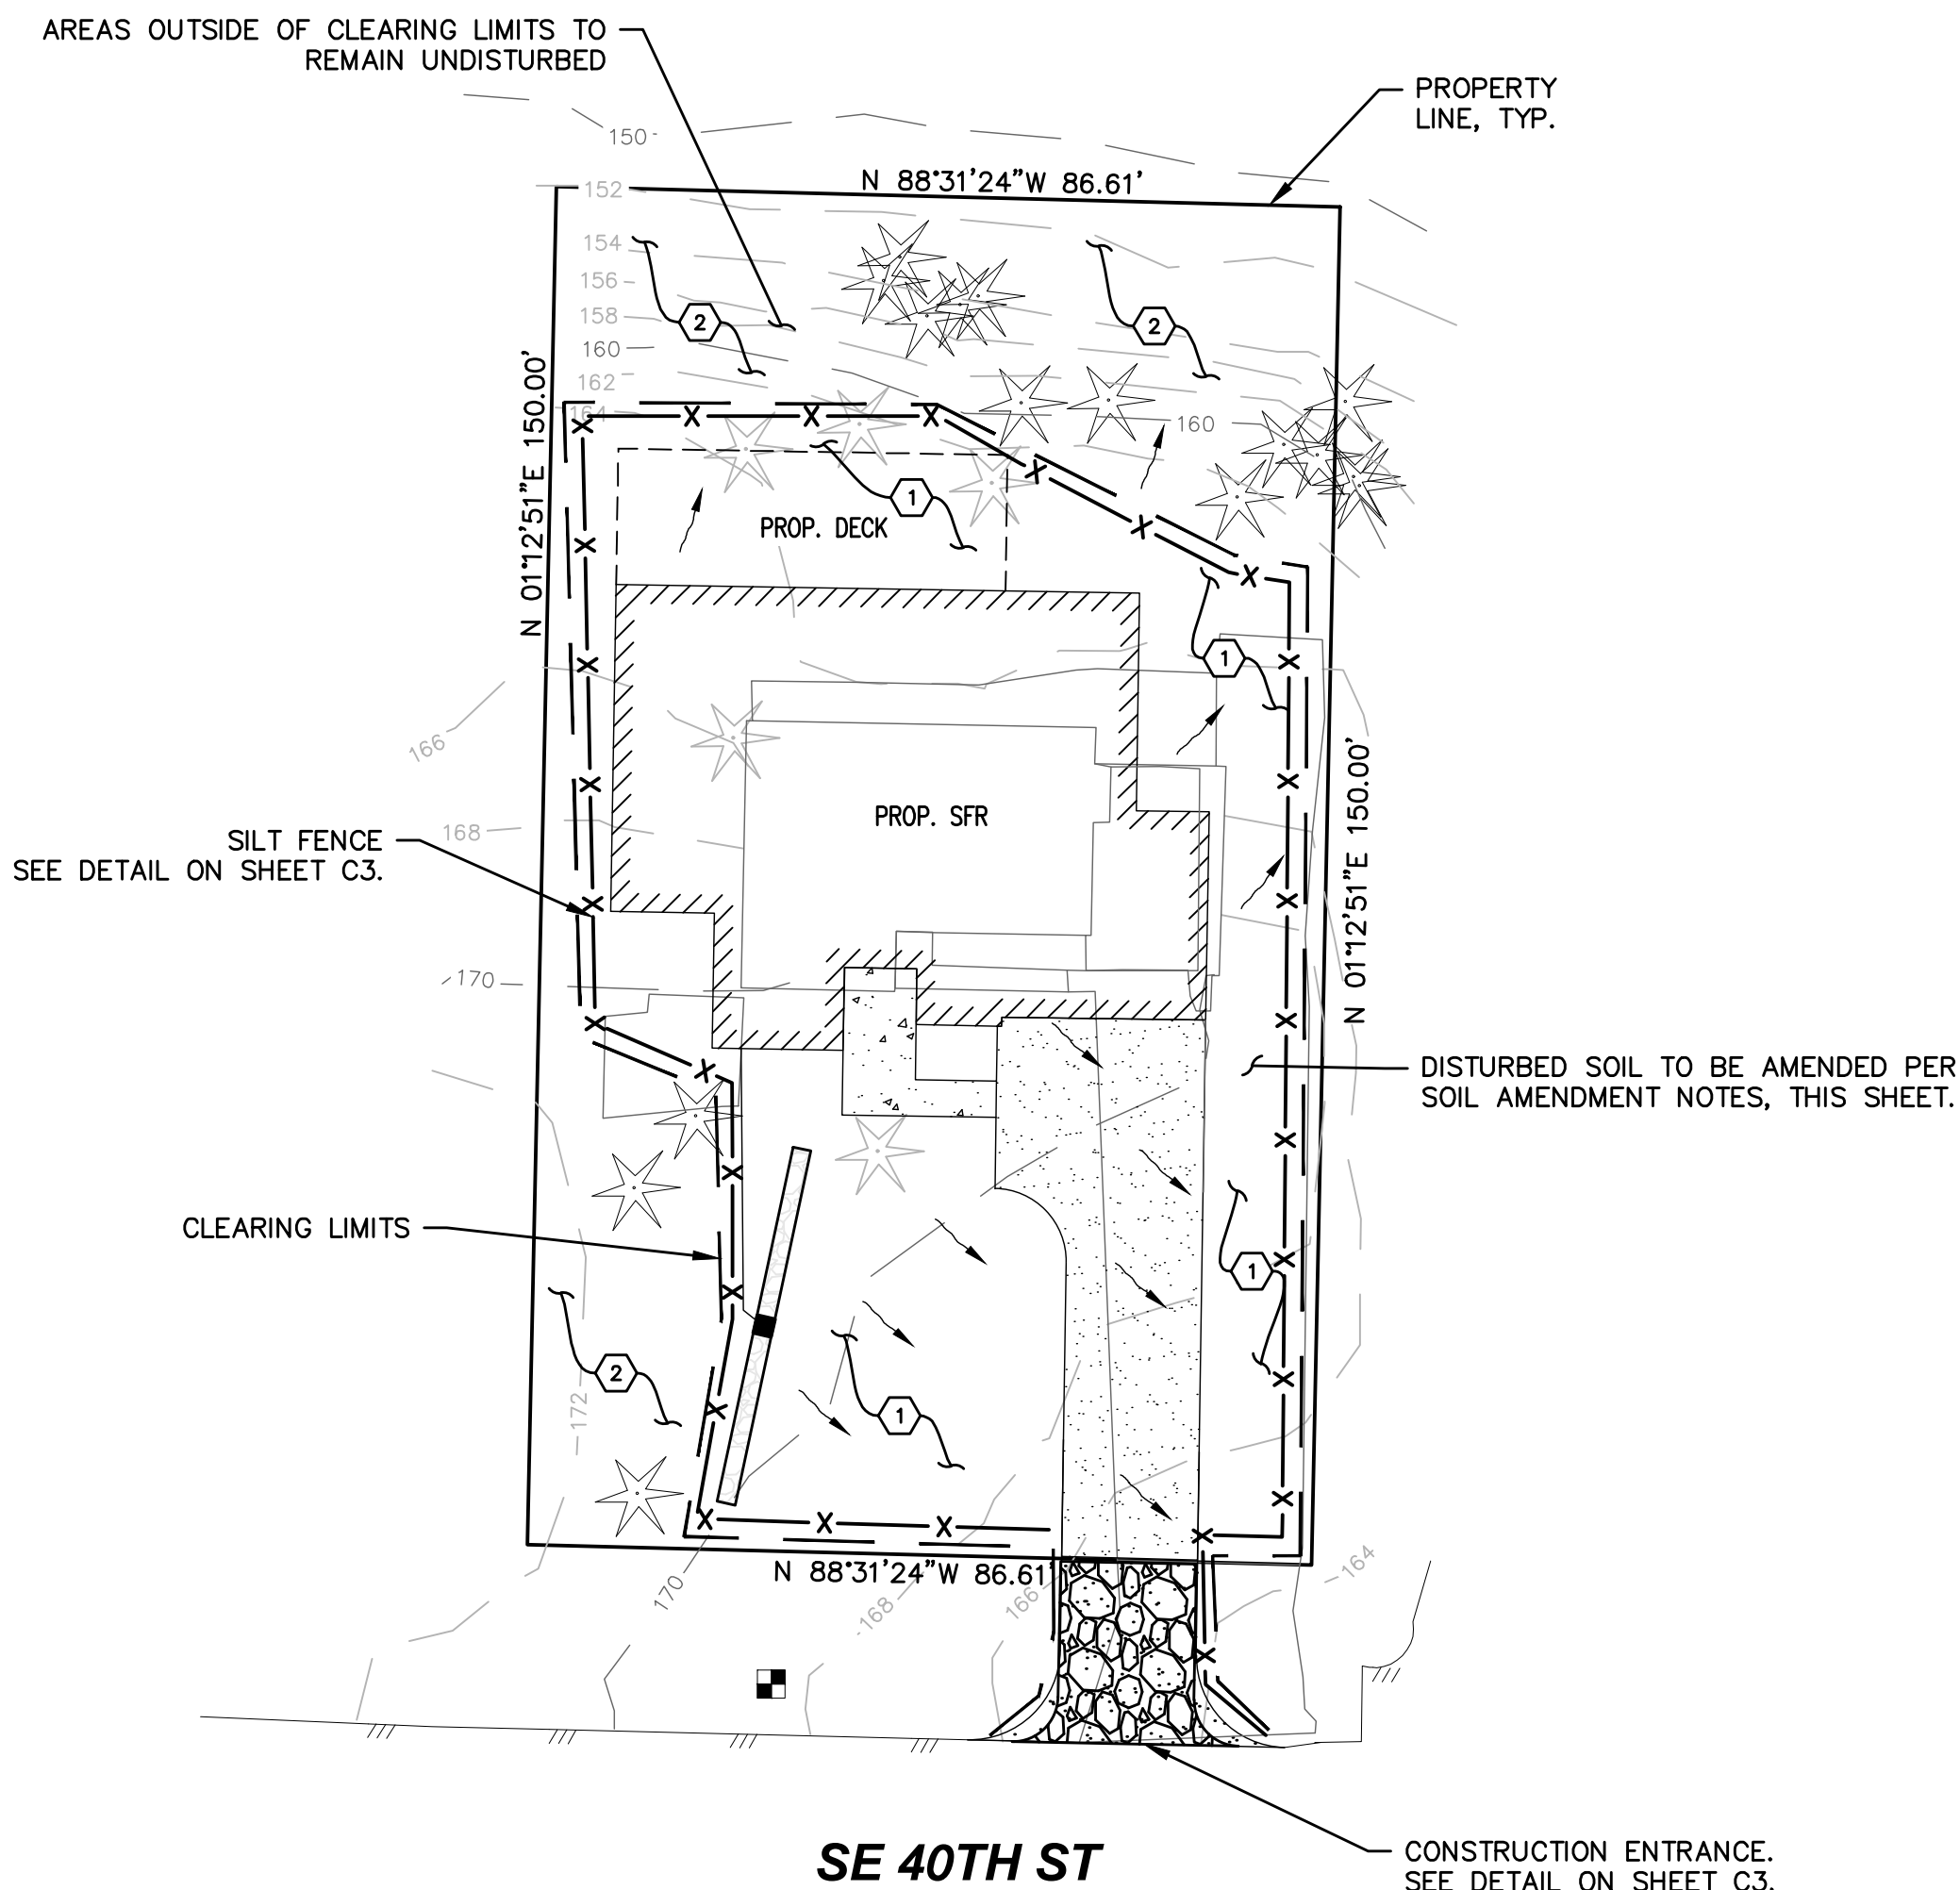 AREAS OUTSIDE OF CLEARING LIMITS TO
REMAIN UNDISTURBED
PROPERTY
LINE, TYP.
150
N 88°31'24"W 86.61'
152
154
156
158
160
162
164
2
2
160
N 01°12'51"E 150.00'
1
PROP. DECK
1
166
PROP. SFR
N 01°12'51"E 150.00'
168
SILT FENCE
SEE DETAIL ON SHEET C3.
170
DISTURBED SOIL TO BE AMENDED PER
SOIL AMENDMENT NOTES, THIS SHEET.
CLEARING LIMITS
1
2
172
1
N 88°31'24"W 86.61'
170
168
166
164
SE 40TH ST
CONSTRUCTION ENTRANCE.
SEE DETAIL ON SHEET C3.